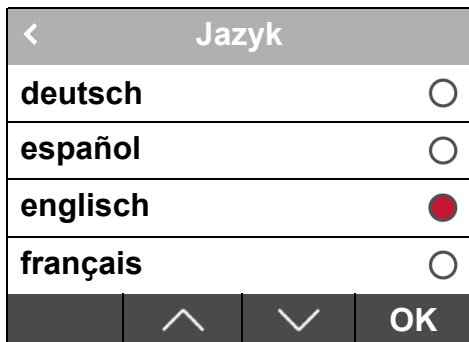 Jazyk
deutsch
español
englisch
français
OK